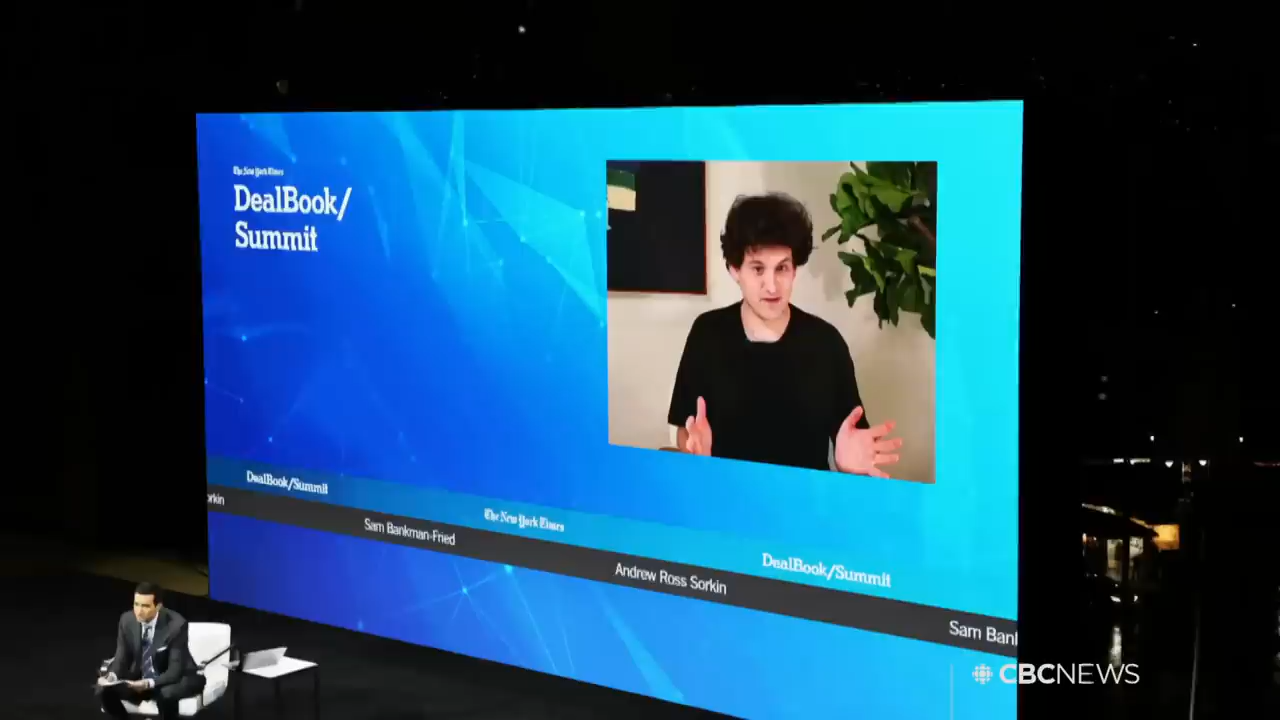 The New York Times
DealBook/
Summit
DealBook/Summit
The New York Times
DealBook/Summit
orkin
Sam Bankman-Fried
Andrew Ross Sorkin
Sam Ban
CBCNEWS